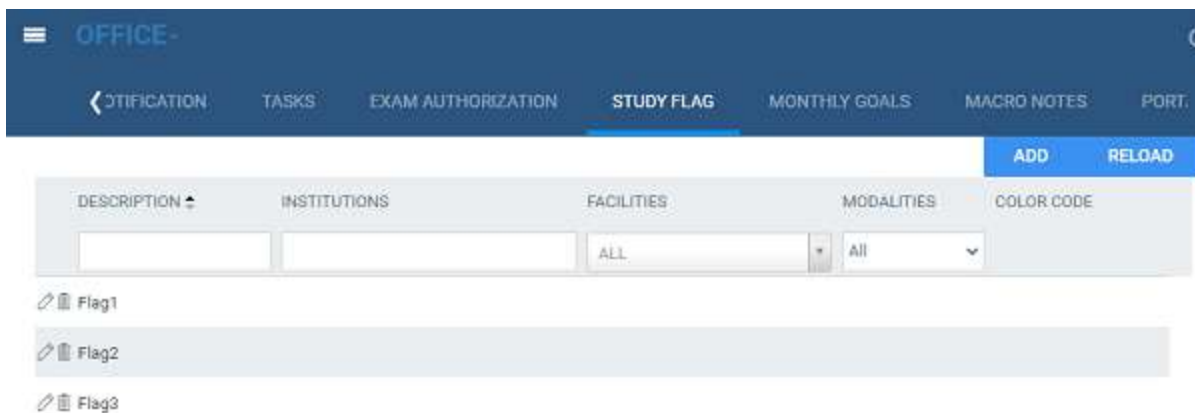 OFFICE-
OTIFICATION TASKS EXAM AUTHORIZATION STUDY FLAG MONTHLY GOALS MACRO NOTES PORT.
ADD RELOAD
DESCRIPTION INSTITUTIONS FACILITIES MODALITIES COLOR CODE
ALL All
Flag1
Flag2
Flag3